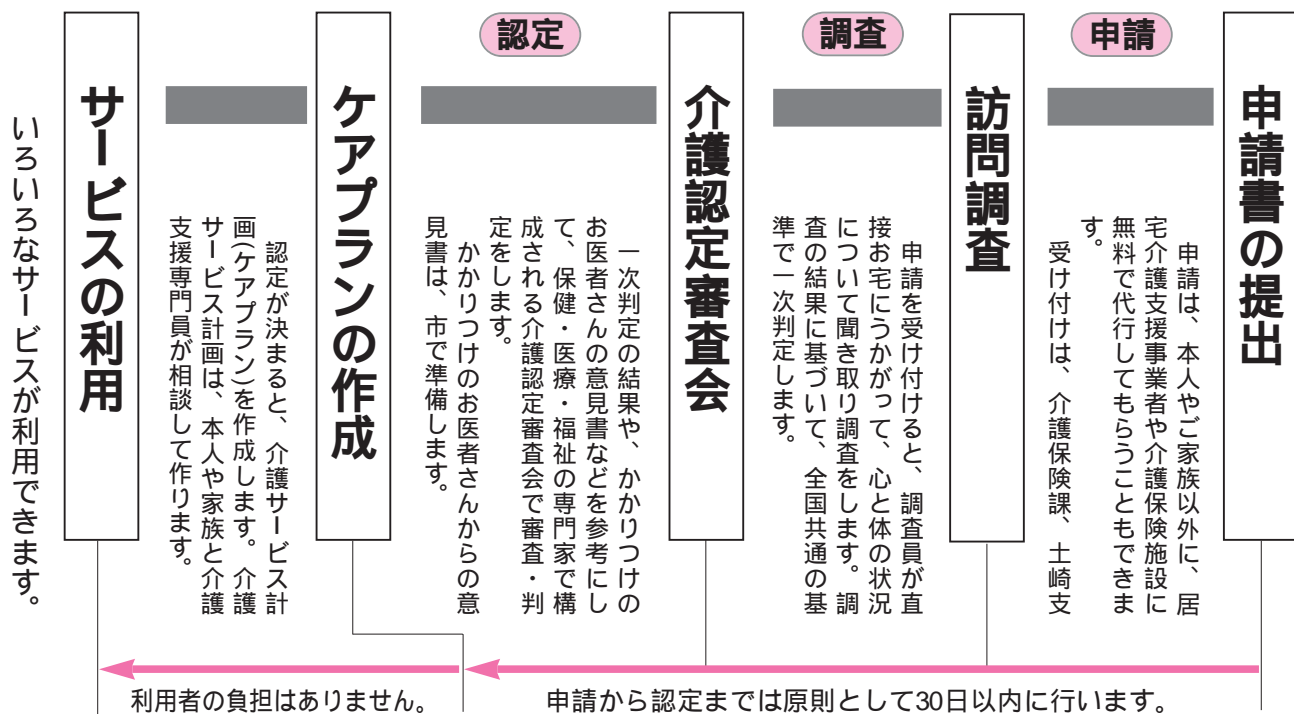 申請
申請書の提出
申請は、本人やご家族以外に、居
宅介護支援事業者や介護保険施設に
無料で代行してもらうこともできま
す。
受け付けは、介護保険課、土崎支
調査
訪問調査
申請を受け付けると、調査員が直
接お宅にうかがって、心と体の状況
について聞き取り調査をします。調
査の結果に基づいて、全国共通の基
準で一次判定します。
認定
介護認定審査会
一次判定の結果や、かかりつけの
お医者さんの意見書などを参考にし
て、保健・医療・福祉の専門家で構
成される介護認定審査会で審査・判
定をします。
かかりつけのお医者さんからの意
見書は、市で準備します。
ケアプランの作成
認定が決まると、介護サービス計
画(ケアプラン)を作成します。介護
サービス計画は、本人や家族と介護
支援専門員が相談して作ります。
サービスの利用
いろいろなサービスが利用できます。
申請から認定までは原則として30日以内に行います。
利用者の負担はありません。